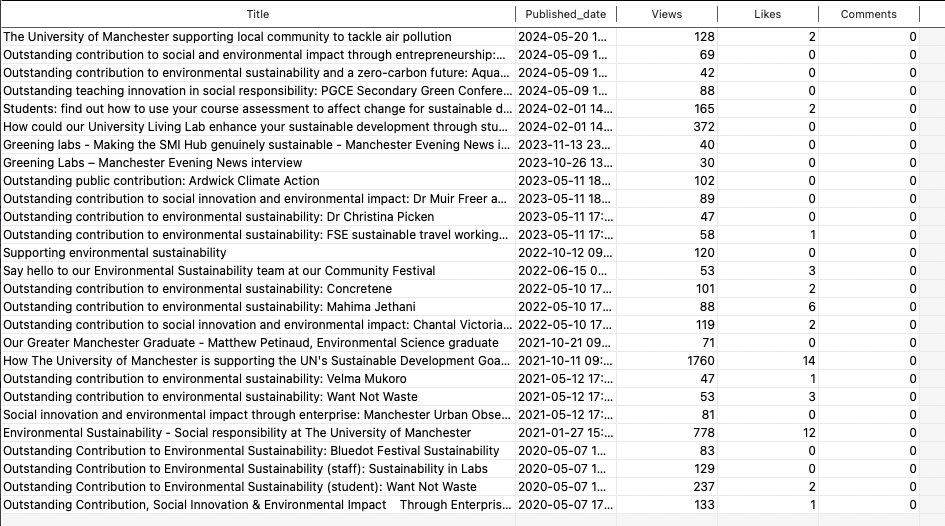 Title Published_date Views Likes Comments
The University of Manchester supporting local community to tackle air pollution 2024-05-20 1... 128 2 0
Outstanding contribution to social and environmental impact through entrepreneurship:... 2024-05-09 1... 69 0 0
Outstanding contribution to environmental sustainability and a zero-carbon future: Aqua... 2024-05-09 1... 42 0 0
Outstanding teaching innovation in social responsibility: PGCE Secondary Green Confere... 2024-05-09 1... 88 0 0
Students: find out how to use your course assessment to affect change for sustainable d... 2024-02-01 14... 165 2 0
How could our University Living Lab enhance your sustainable development through stu... 2024-02-01 14... 372 0 0
Greening labs - Making the SMI Hub genuinely sustainable - Manchester Evening News i... 2023-11-13 23... 40 0 0
Greening Labs – Manchester Evening News interview 2023-10-26 13... 30 0 0
Outstanding public contribution: Ardwick Climate Action 2023-05-11 18... 102 0 0
Outstanding contribution to social innovation and environmental impact: Dr Muir Freer a... 2023-05-11 18... 89 0 0
Outstanding contribution to environmental sustainability: Dr Christina Picken 2023-05-11 17:... 47 0 0
Outstanding contribution to environmental sustainability: FSE sustainable travel working... 2023-05-11 17:... 58 1 0
Supporting environmental sustainability 2022-10-12 09... 120 0 0
Say hello to our Environmental Sustainability team at our Community Festival 2022-06-15 0... 53 3 0
Outstanding contribution to environmental sustainability: Concretene 2022-05-10 17... 101 2 0
Outstanding contribution to environmental sustainability: Mahima Jethani 2022-05-10 17... 88 6 0
Outstanding contribution to social innovation and environmental impact: Chantal Victoria... 2022-05-10 17... 119 2 0
Our Greater Manchester Graduate - Matthew Petinaud, Environmental Science graduate 2021-10-21 09... 71 0 0
How The University of Manchester is supporting the UN's Sustainable Development Goa... 2021-10-11 09:... 1760 14 0
Outstanding contribution to environmental sustainability: Velma Mukoro 2021-05-12 17:... 47 1 0
Outstanding contribution to environmental sustainability: Want Not Waste 2021-05-12 17:... 53 3 0
Social innovation and environmental impact through enterprise: Manchester Urban Obse... 2021-05-12 17:... 81 0 0
Environmental Sustainability - Social responsibility at The University of Manchester 2021-01-27 15:... 778 12 0
Outstanding Contribution to Environmental Sustainability: Bluedot Festival Sustainability 2020-05-07 1... 83 0 0
Outstanding Contribution to Environmental Sustainability (staff): Sustainability in Labs 2020-05-07 1... 129 0 0
Outstanding Contribution to Environmental Sustainability (student): Want Not Waste 2020-05-07 1... 237 2 0
Outstanding Contribution, Social Innovation & Environmental Impact Through Enterpris... 2020-05-07 17... 133 1 0